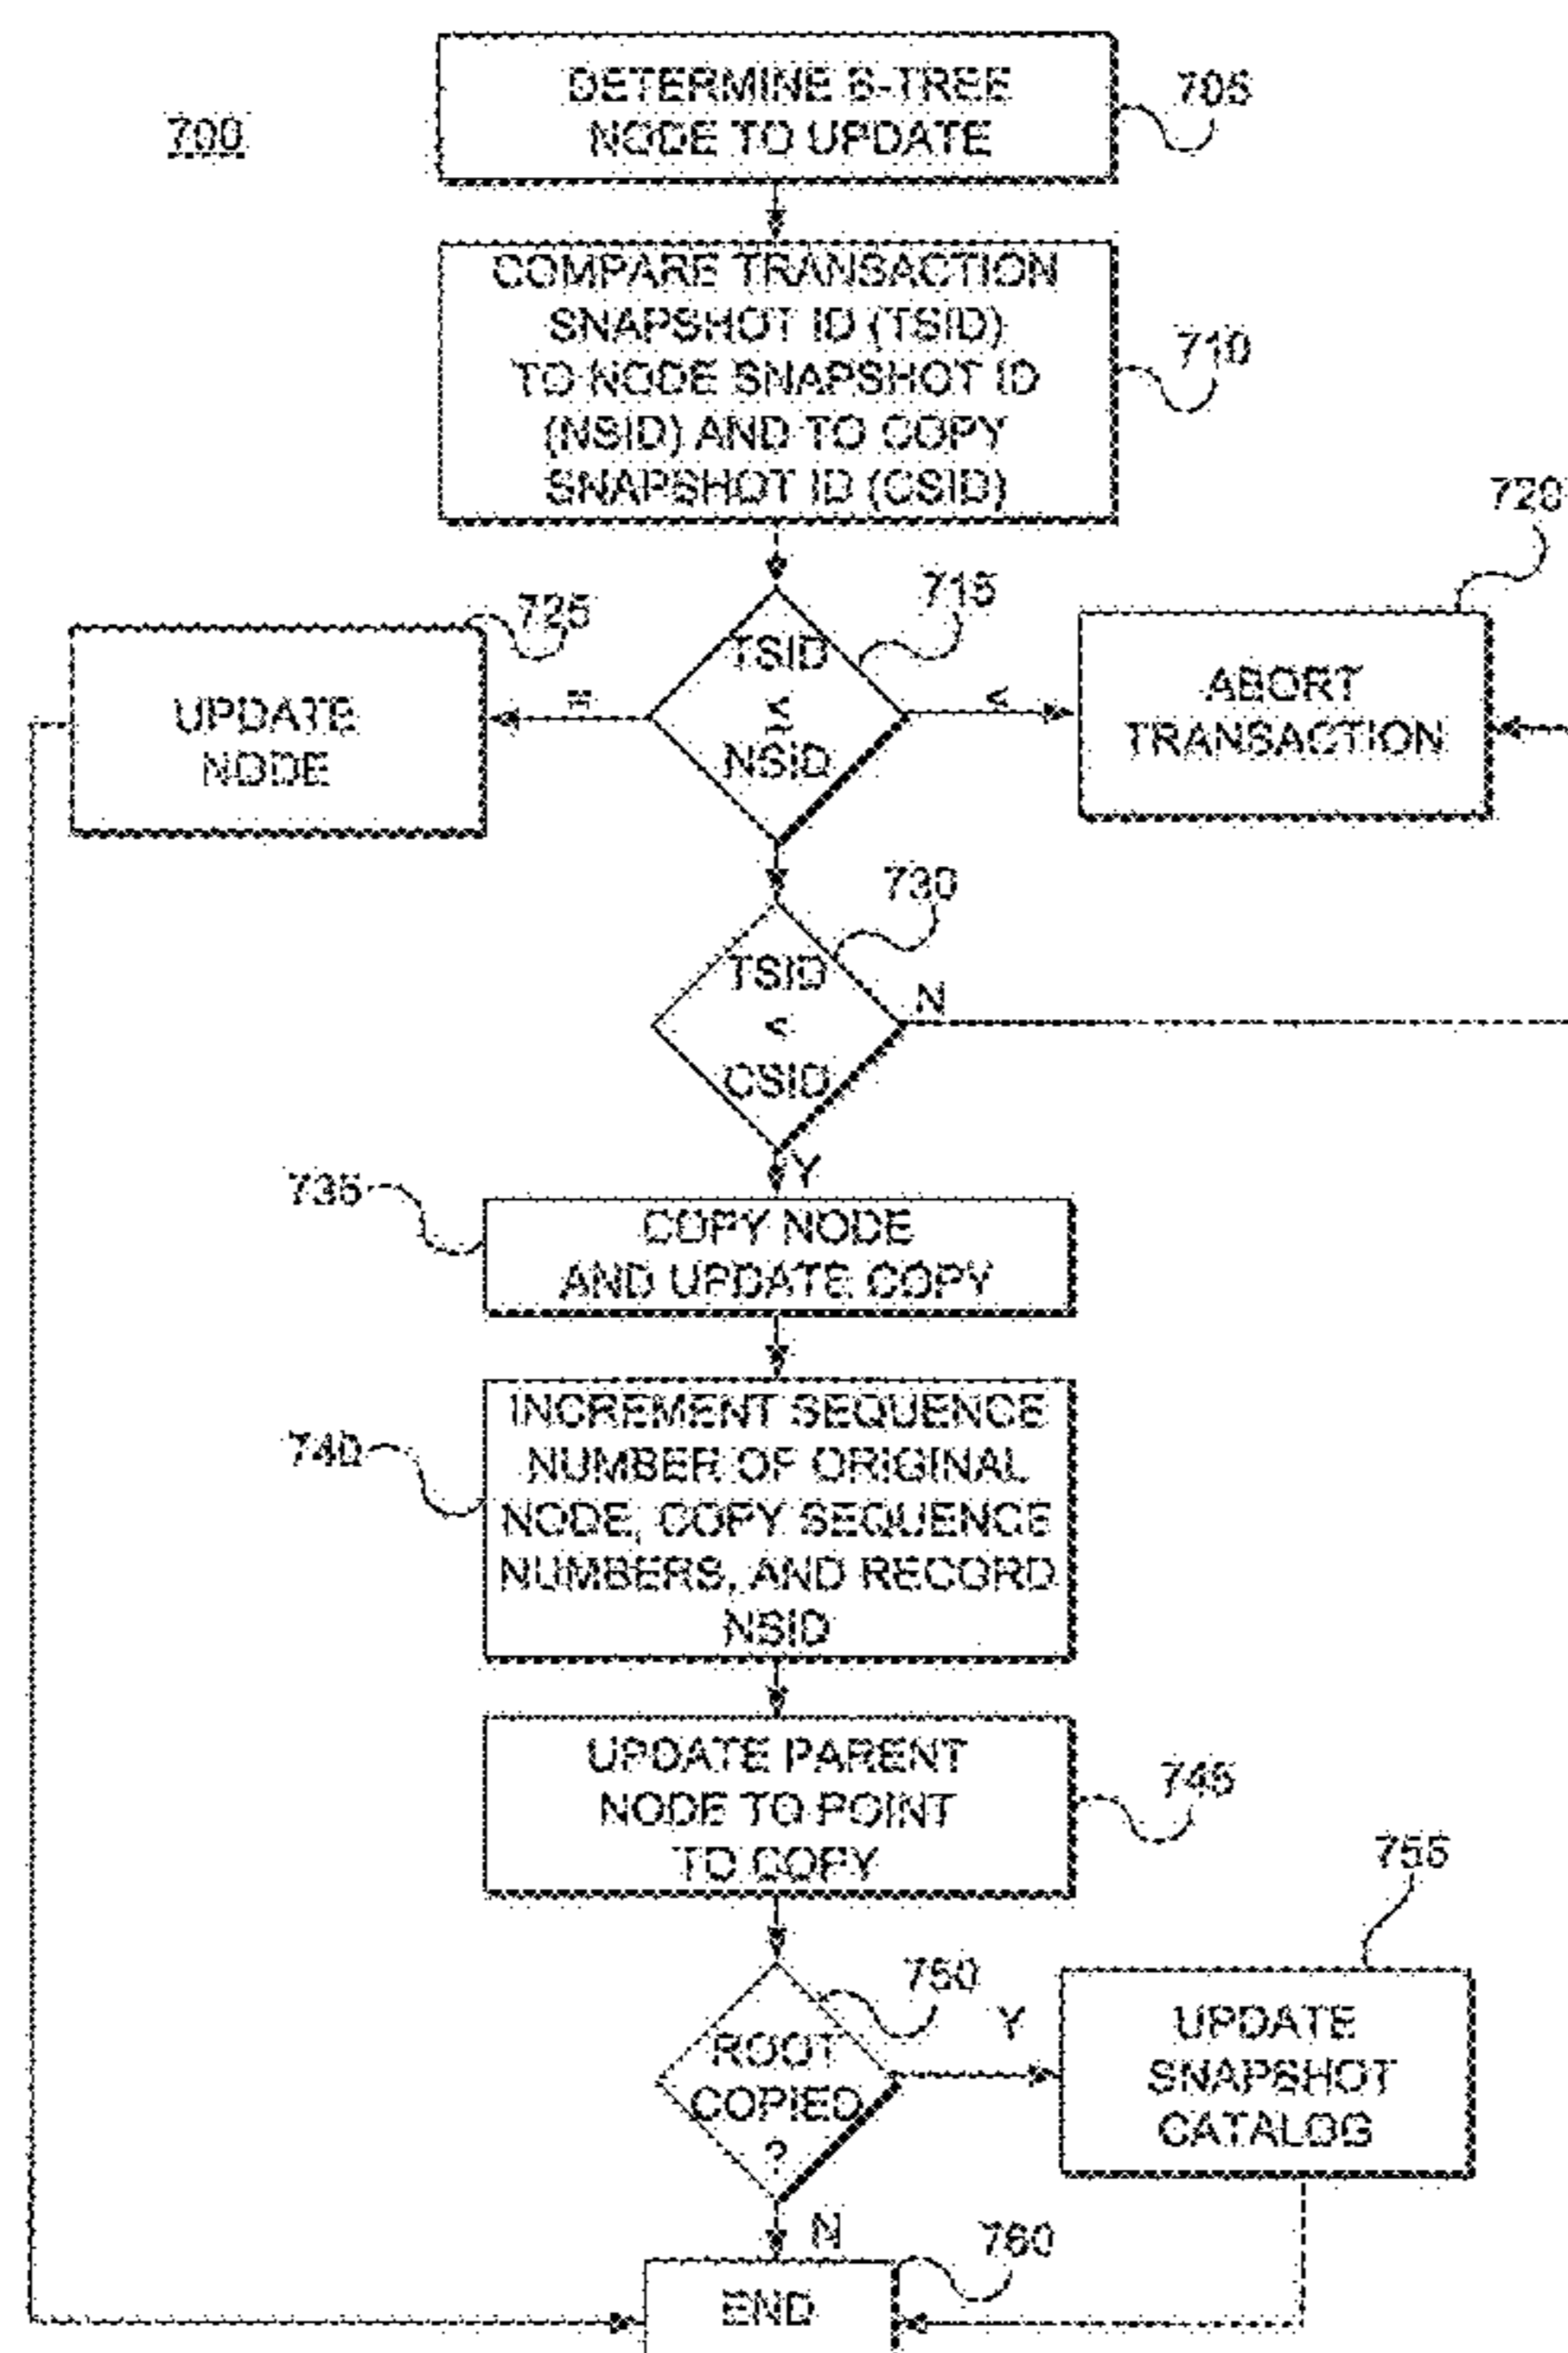 700
DETERMINE B-TREE
NODE TO UPDATE
705
COMPARE TRANSACTION
SNAPSHOT ID (TSID)
TO NODE SNAPSHOT ID
(NSID) AND TO COPY
SNAPSHOT ID (CSID)
710
715
TSID
≤
NSID
=
<
720
ABORT
TRANSACTION
725
UPDATE
NODE
730
TSID
<
CSID
N
Y
735
COPY NODE
AND UPDATE COPY
740
INCREMENT SEQUENCE
NUMBER OF ORIGINAL
NODE, COPY SEQUENCE
NUMBERS, AND RECORD
NSID
UPDATE PARENT
NODE TO POINT
TO COPY
745
750
ROOT
COPIED
?
Y
755
UPDATE
SNAPSHOT
CATALOG
N
760
END